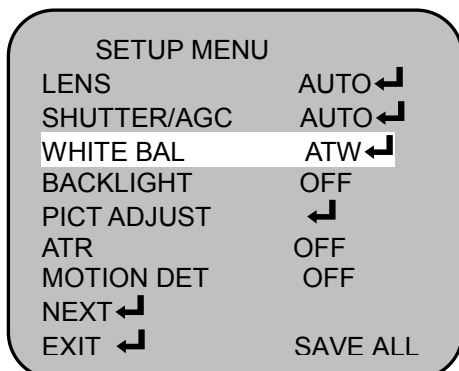 SETUP MENU
LENS AUTO↵
SHUTTER/AGC AUTO↵
WHITE BAL ATW↵
BACKLIGHT OFF
PICT ADJUST ↵
ATR OFF
MOTION DET OFF
NEXT↵
EXIT ↵ SAVE ALL